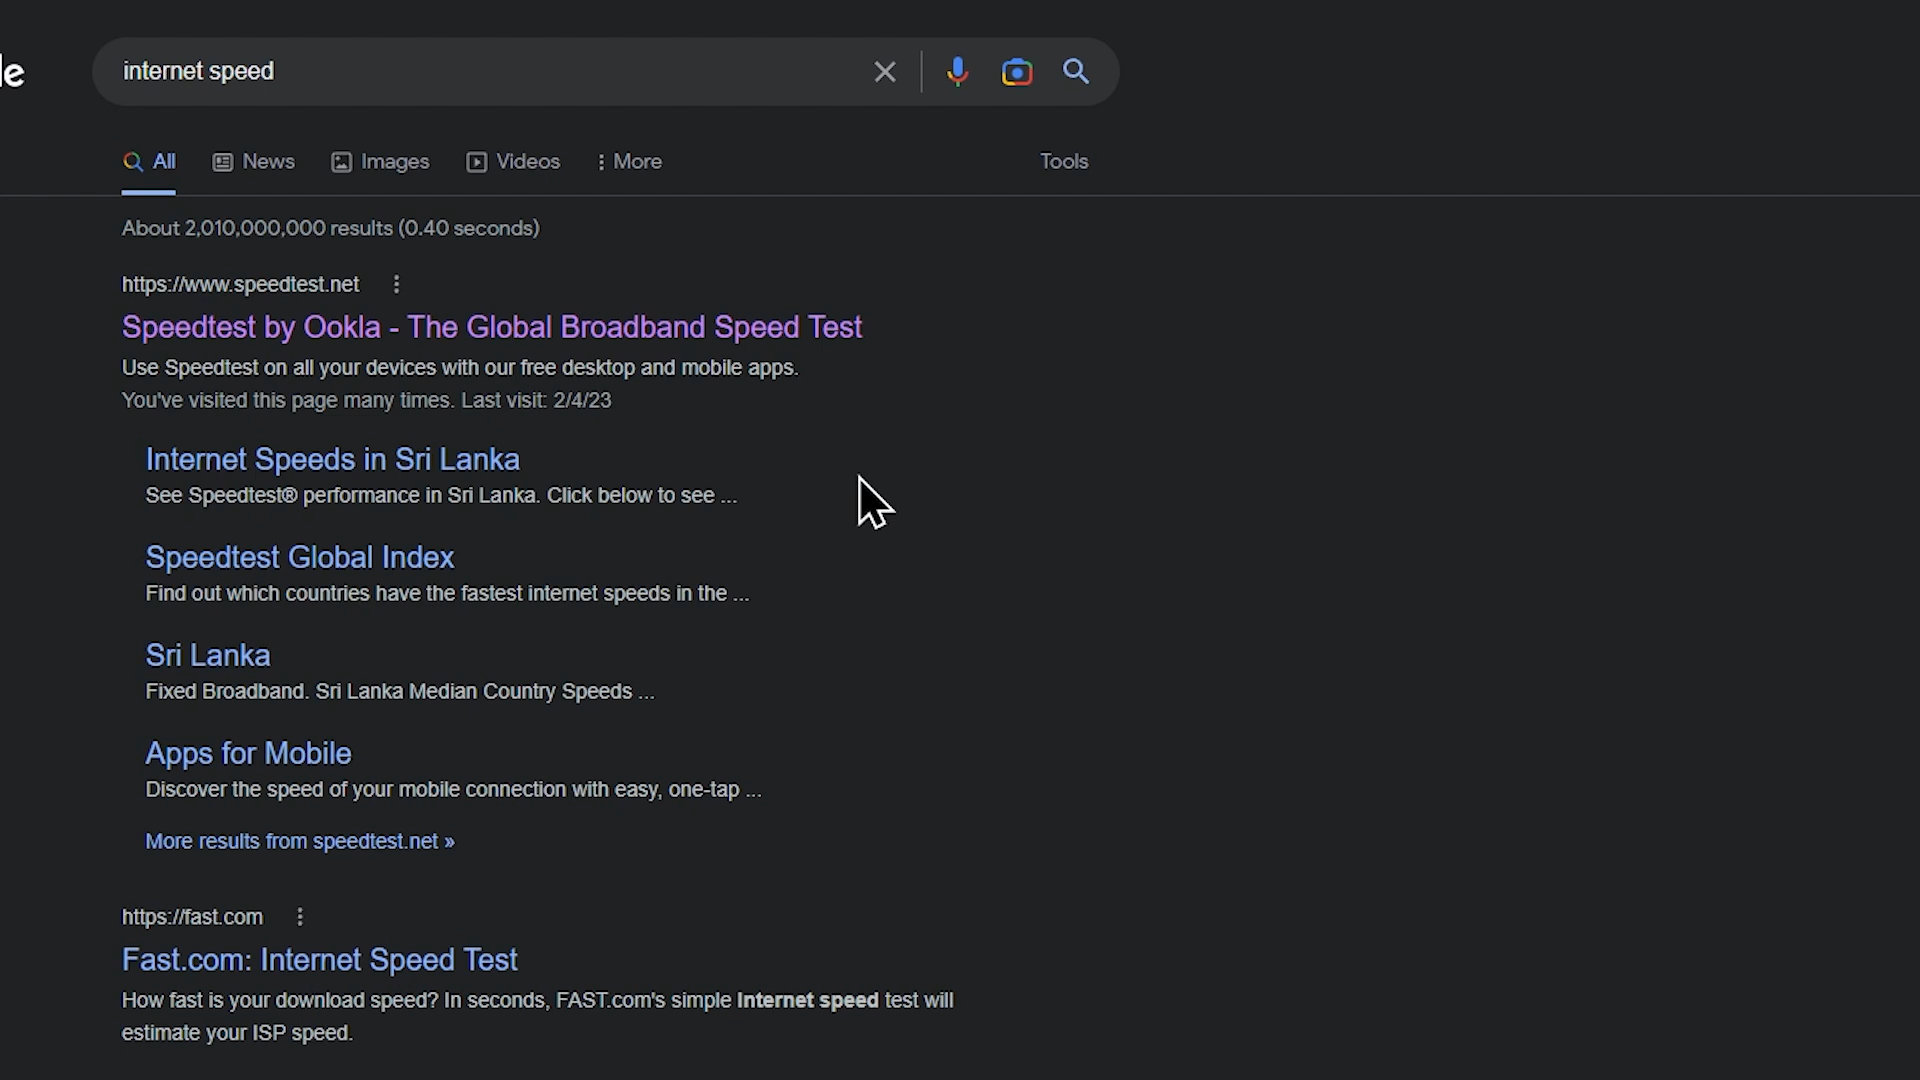 le
internet speed
All News Images Videos More Tools
About 2,010,000,000 results (0.40 seconds)
https://www.speedtest.net
Speedtest by Ookla - The Global Broadband Speed Test
Use Speedtest on all your devices with our free desktop and mobile apps.
You've visited this page many times. Last visit: 2/4/23
Internet Speeds in Sri Lanka
See Speedtest® performance in Sri Lanka. Click below to see ...
Speedtest Global Index
Find out which countries have the fastest internet speeds in the ...
Sri Lanka
Fixed Broadband. Sri Lanka Median Country Speeds ...
Apps for Mobile
Discover the speed of your mobile connection with easy, one-tap ...
More results from speedtest.net »
https://fast.com
Fast.com: Internet Speed Test
How fast is your download speed? In seconds, FAST.com's simple Internet speed test will
estimate your ISP speed.